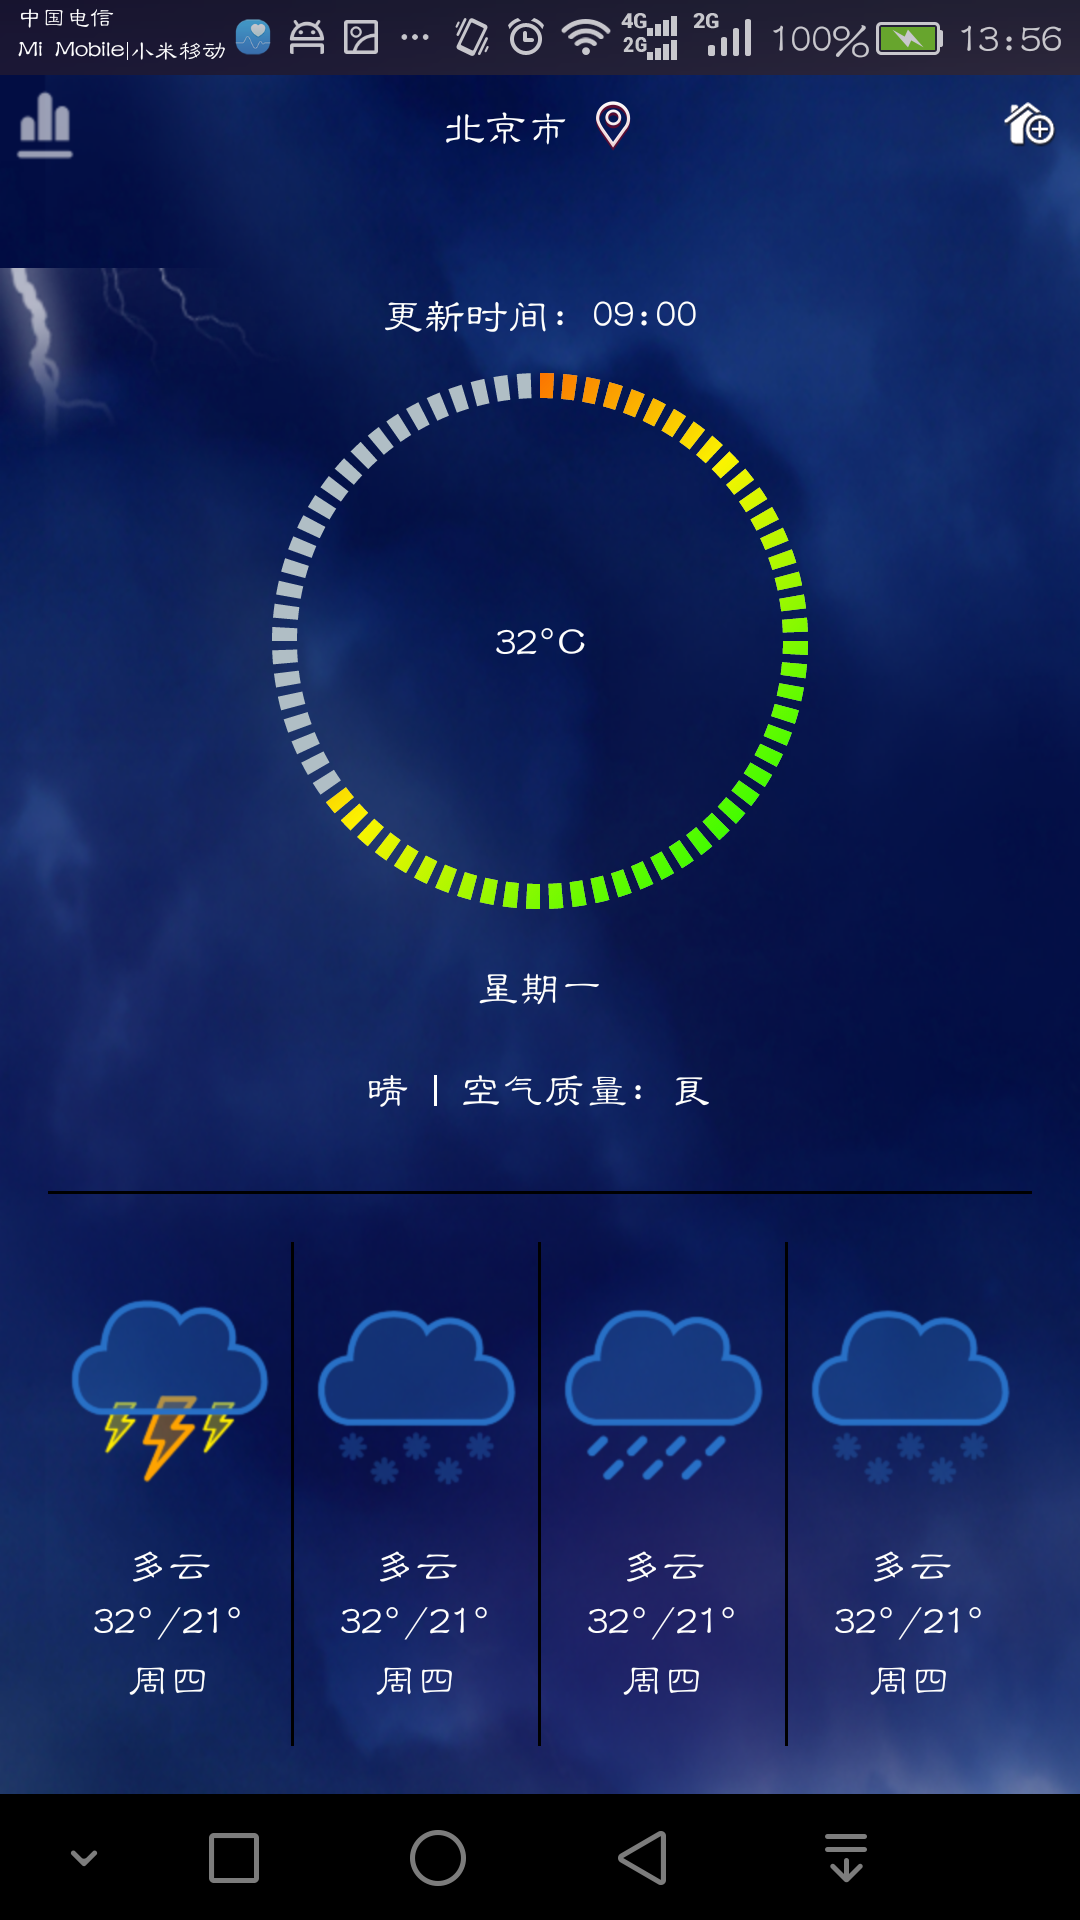 中国电信
Mi Mobile|小米移动
4G 2G
2G
100%
13:56
北京市
更新时间: 09:00
32°C
星期一
晴 | 空气质量: 良
多云 多云 多云 多云
32°/21° 32°/21° 32°/21° 32°/21°
周四 周四 周四 周四